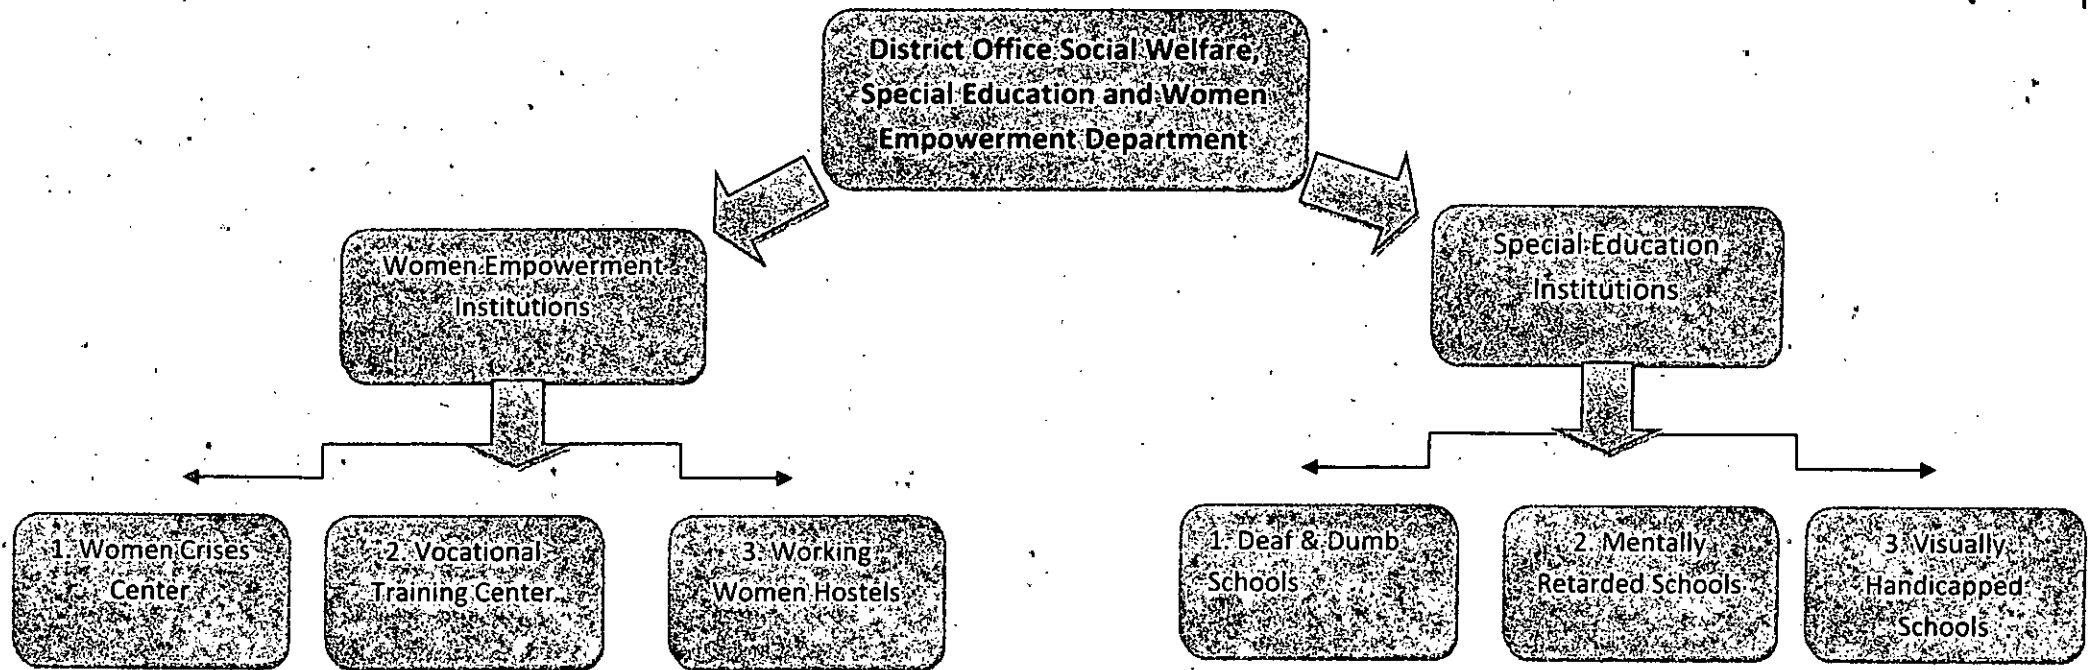 District Office Social Welfare,
Special Education and Women
Empowerment Department
Women Empowerment
Institutions
Special Education
Institutions
1. Women Crises
Center
2. Vocational
Training Center
3. Working
Women Hostels
1. Deaf & Dumb
Schools
2. Mentally
Retarded Schools
3. Visually
Handicapped
Schools